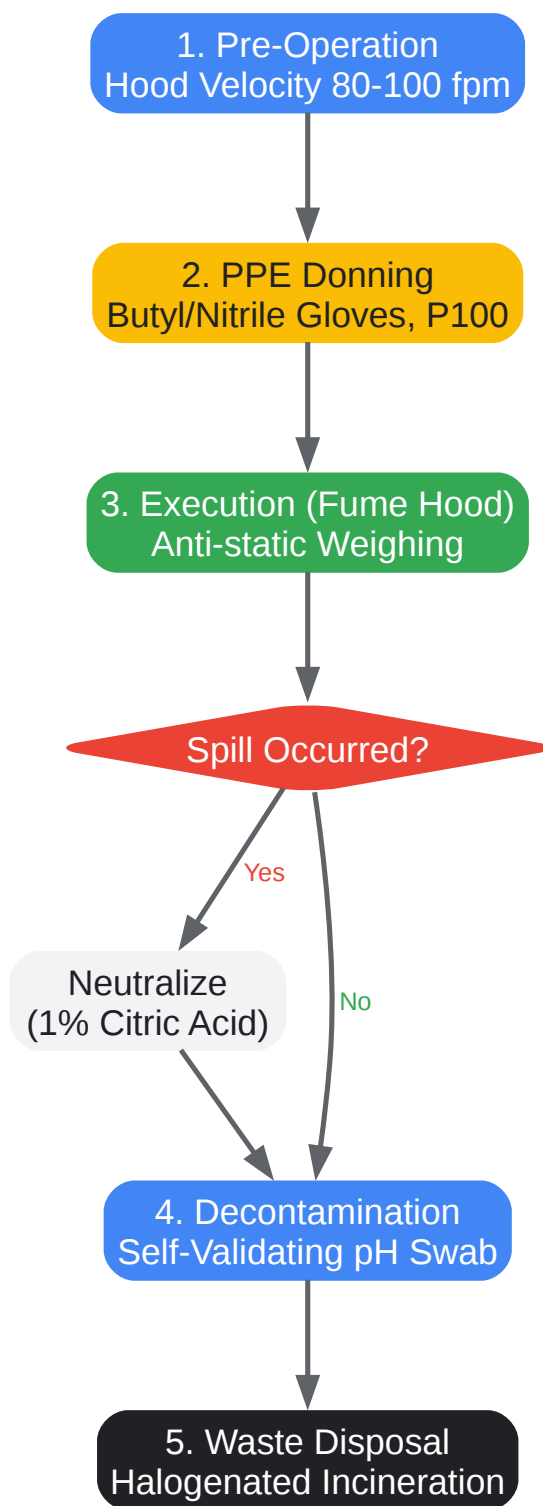 1. Pre-Operation
Hood Velocity 80-100 fpm
2. PPE Donning
Butyl/Nitrile Gloves, P100
3. Execution (Fume Hood)
Anti-static Weighing
Spill Occurred?
Yes
Neutralize
(1% Citric Acid)
No
4. Decontamination
Self-Validating pH Swab
5. Waste Disposal
Halogenated Incineration